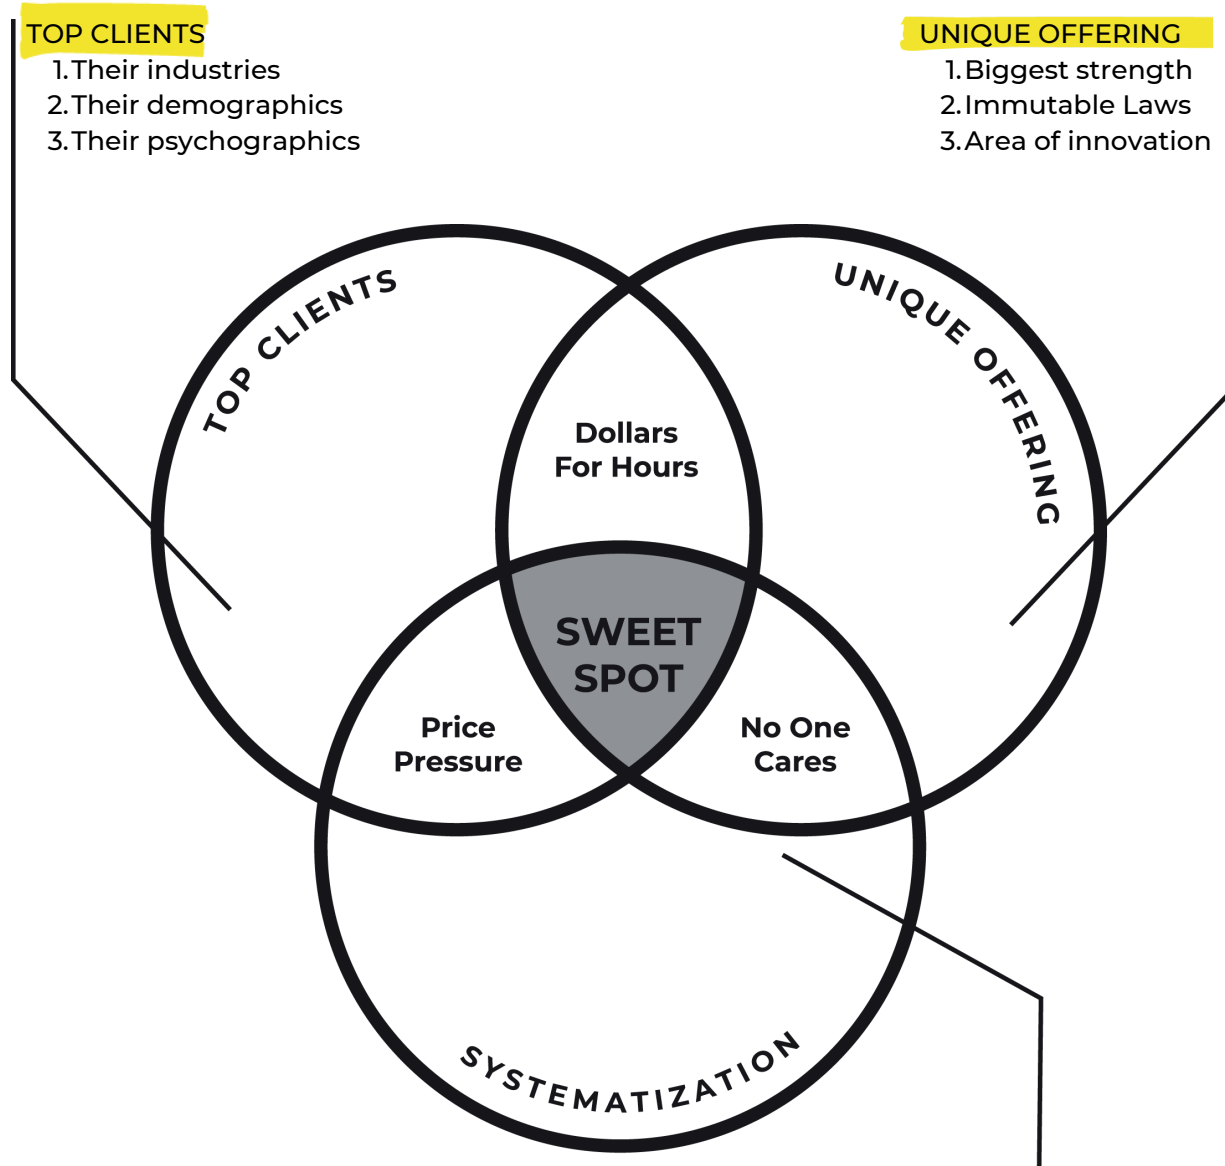 TOP CLIENTS
1.Their industries
2.Their demographics
3.Their psychographics
UNIQUE OFFERING
1.Biggest strength
2.Immutable Laws
3.Area of innovation
TOP CLIENTS
UNIQUE OFFERING
Dollars
For Hours
SWEET
SPOT
Price
Pressure
No One
Cares
SYSTEMATIZATION